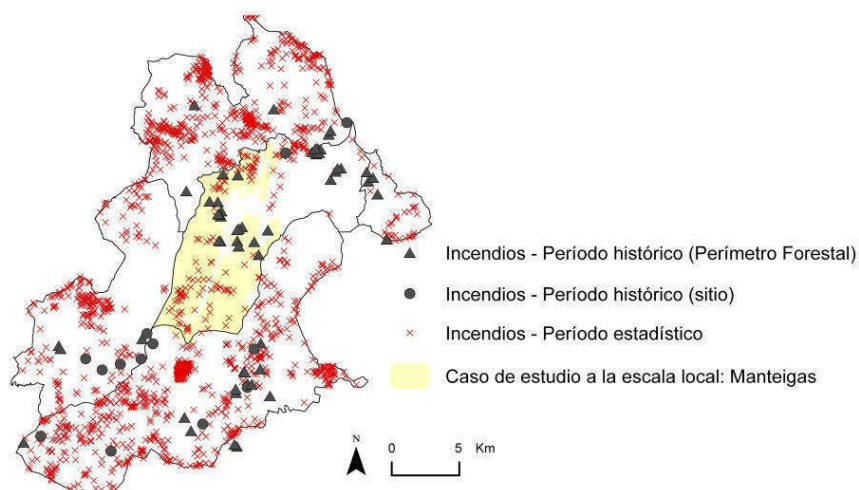 Incendios - Período histórico (Perímetro Forestal)
Incendios - Período histórico (sitio)
Incendios - Período estadístico
Caso de estudio a la escala local: Manteigas
N
0 5 Km